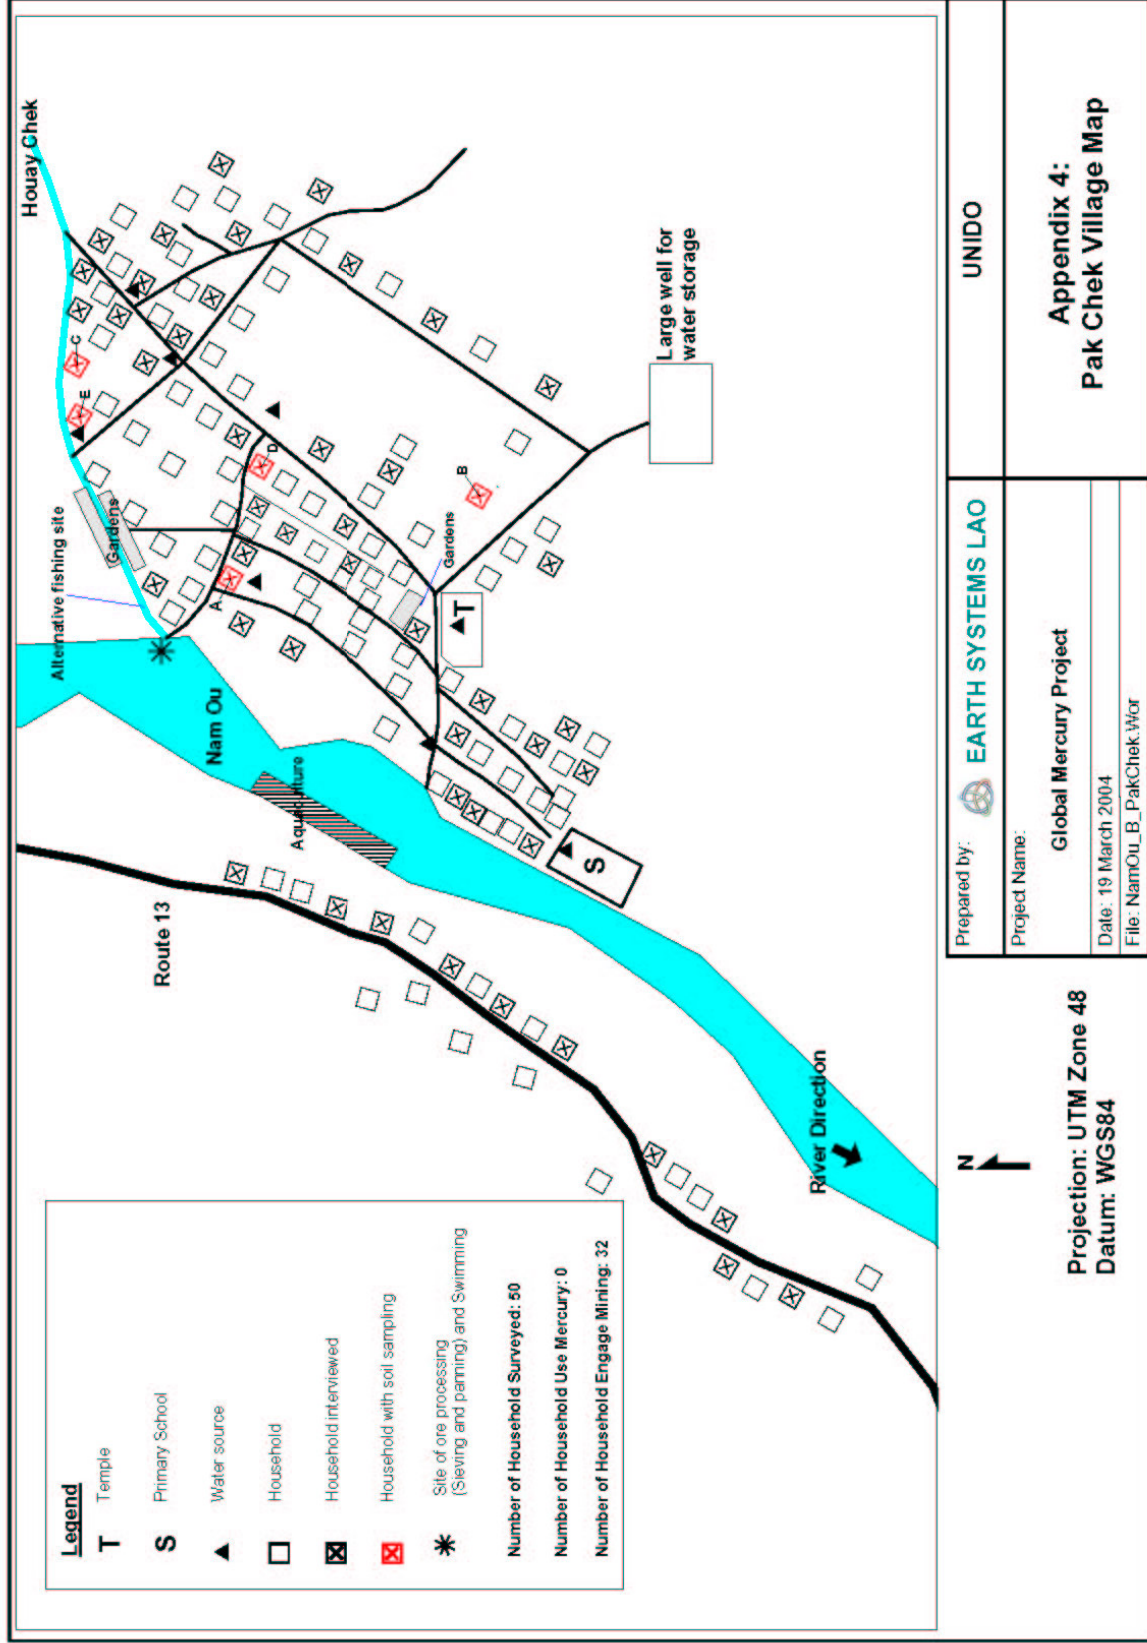 Legend
T Temple
S Primary School
Water source
Household
Household interviewed
Household with soil sampling
Site of ore processing
(Sieving and panning) and Swimming
Number of Household Surveyed: 50
Number of Household Use Mercury: 0
Number of Household Engage Mining: 32
Route 13
Nam Ou
Aquaculture
Alternative fishing site
Gardens
Houay Chek
A
B
C
D
E
Gardens
T
S
Large well for
water storage
River Direction
N
Projection: UTM Zone 48
Datum: WGS84
Prepared by:
EARTH SYSTEMS LAO
Project Name:
Global Mercury Project
Date: 19 March 2004
File: NamOu_B_PakChek.Wor
UNIDO
Appendix 4:
Pak Chek Village Map